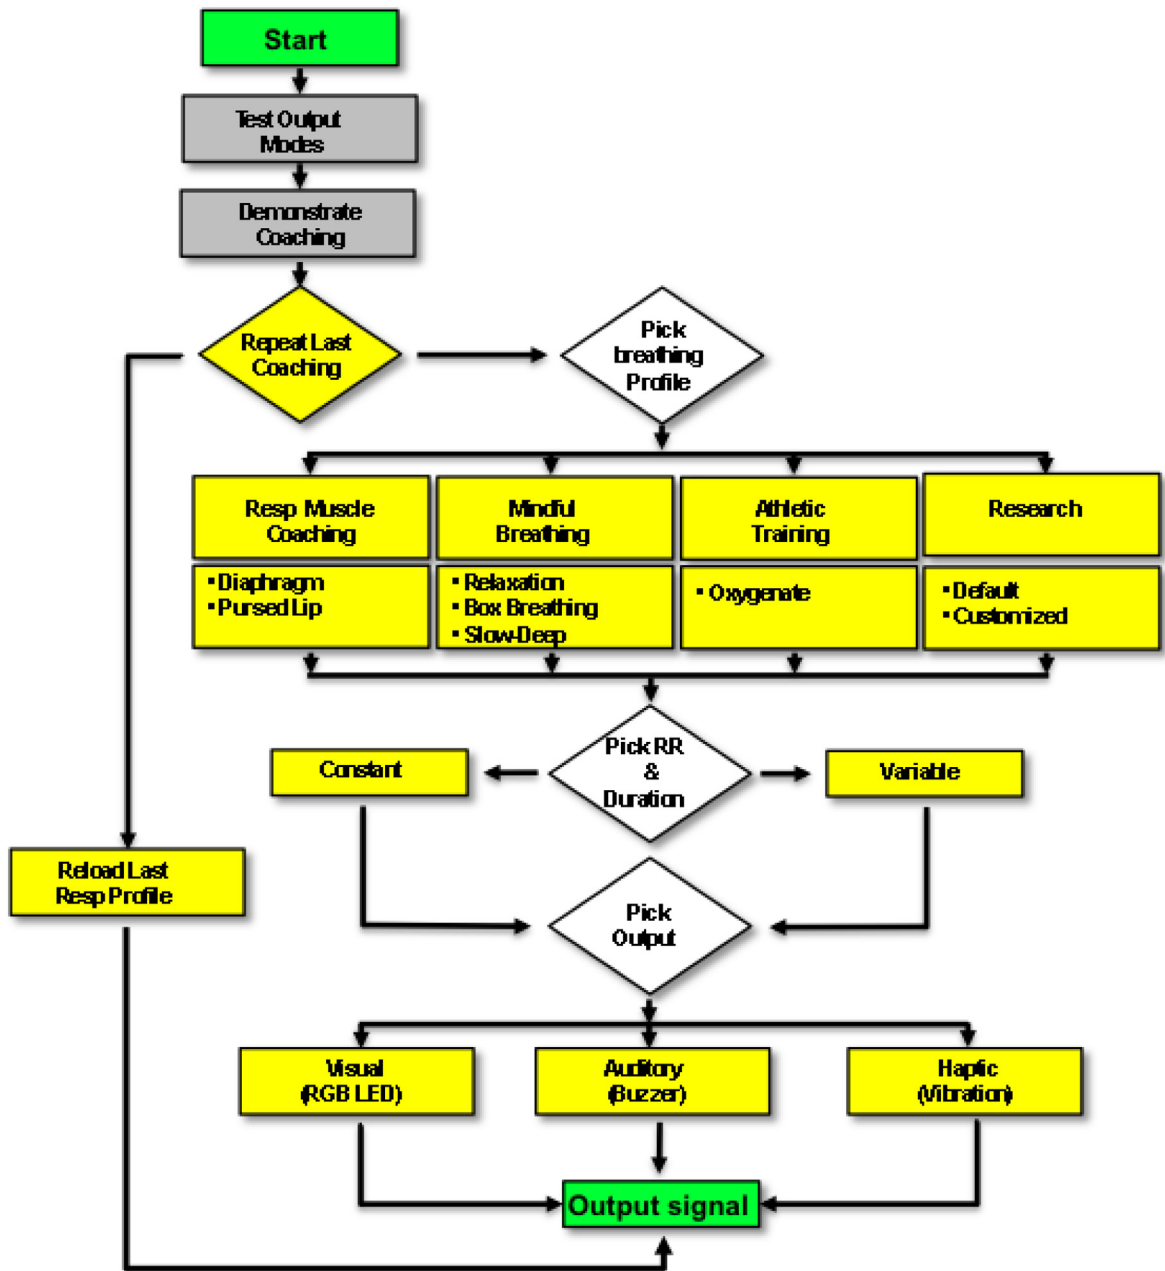 Start
Test Output
Modes
Demonstrate
Coaching
Repeat Last
Coaching
Pick
breathing
Profile
Resp Muscle
Coaching
Mindful
Breathing
Athletic
Training
Research
▪ Diaphragm
▪ Pursed Lip
▪ Relaxation
▪ Box Breathing
▪ Slow-Deep
▪ Oxygenate
▪ Default
▪ Customized
Pick RR
&
Duration
Constant
Variable
Reload Last
Resp Profile
Pick
Output
Visual
(RGB LED)
Auditory
(Buzzer)
Haptic
(Vibration)
Output signal